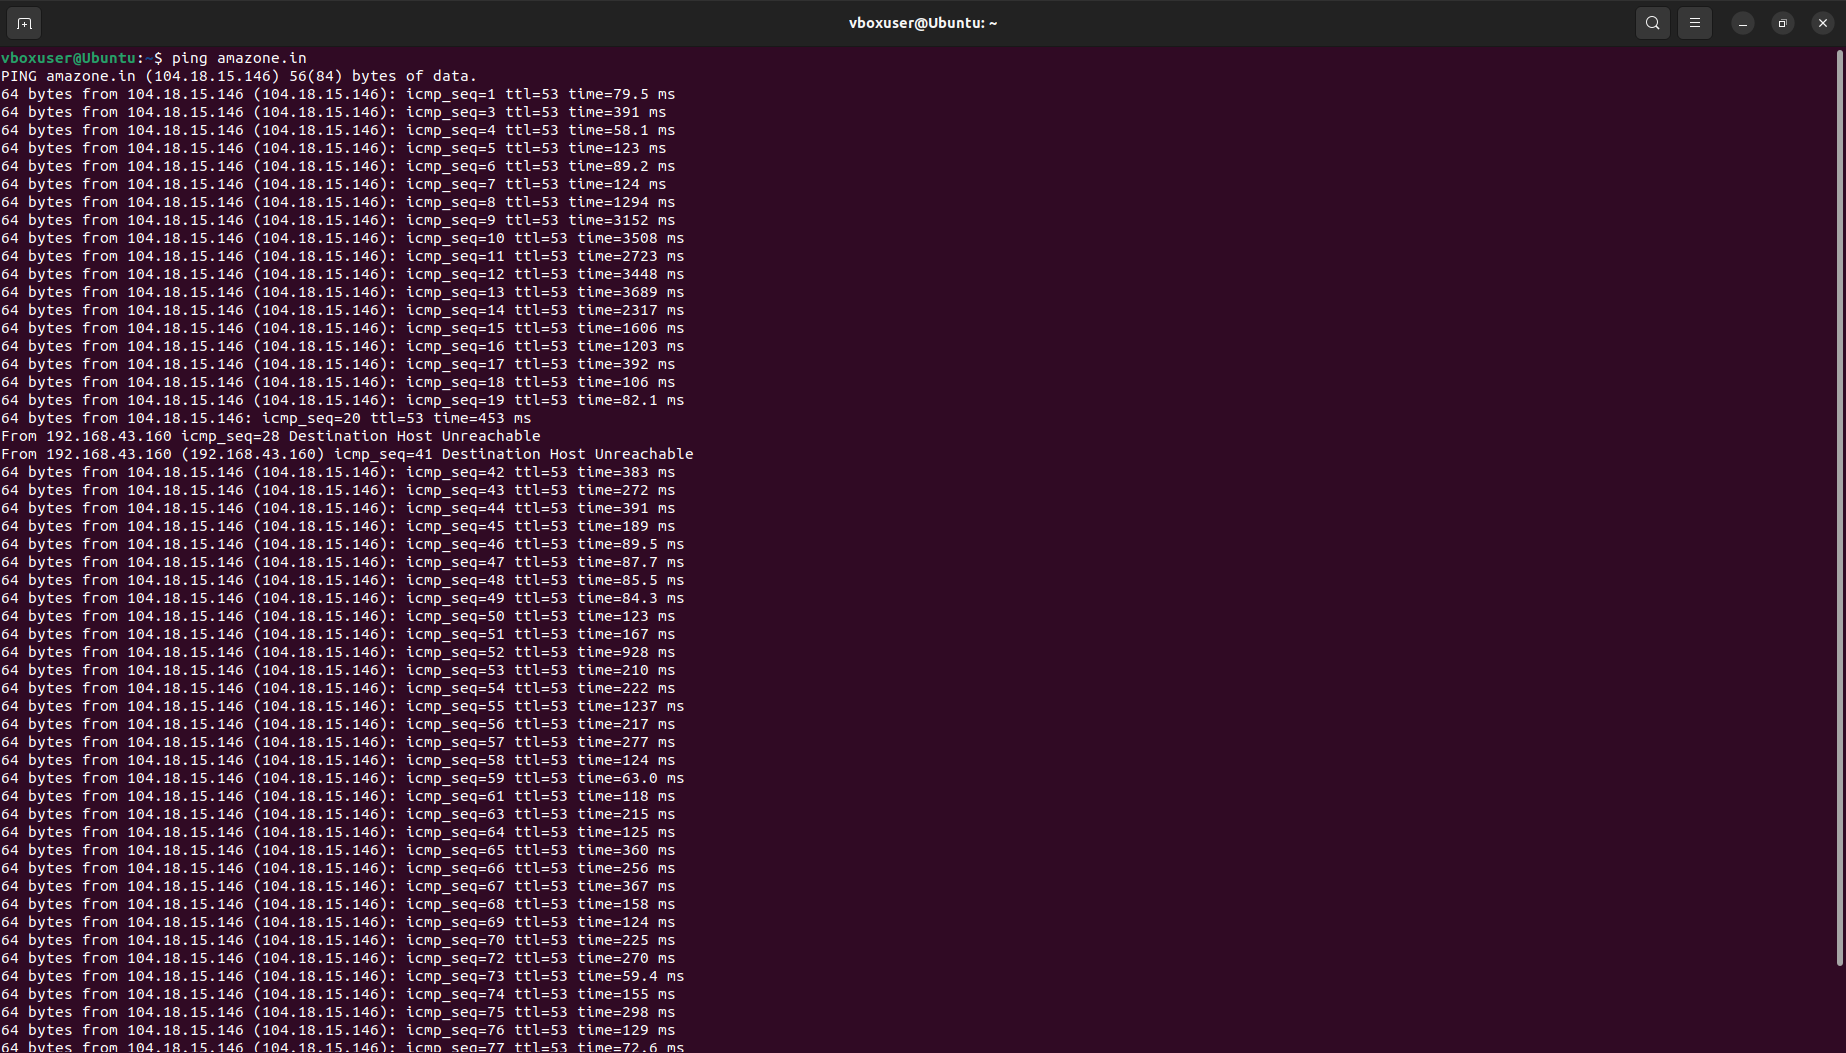 vboxuser@Ubuntu: ~
vboxuser@Ubuntu:~$ ping amazone.in
PING amazone.in (104.18.15.146) 56(84) bytes of data.
64 bytes from 104.18.15.146 (104.18.15.146): icmp_seq=1 ttl=53 time=79.5 ms
64 bytes from 104.18.15.146 (104.18.15.146): icmp_seq=3 ttl=53 time=391 ms
64 bytes from 104.18.15.146 (104.18.15.146): icmp_seq=4 ttl=53 time=58.1 ms
64 bytes from 104.18.15.146 (104.18.15.146): icmp_seq=5 ttl=53 time=123 ms
64 bytes from 104.18.15.146 (104.18.15.146): icmp_seq=6 ttl=53 time=89.2 ms
64 bytes from 104.18.15.146 (104.18.15.146): icmp_seq=7 ttl=53 time=124 ms
64 bytes from 104.18.15.146 (104.18.15.146): icmp_seq=8 ttl=53 time=1294 ms
64 bytes from 104.18.15.146 (104.18.15.146): icmp_seq=9 ttl=53 time=3152 ms
64 bytes from 104.18.15.146 (104.18.15.146): icmp_seq=10 ttl=53 time=3508 ms
64 bytes from 104.18.15.146 (104.18.15.146): icmp_seq=11 ttl=53 time=2723 ms
64 bytes from 104.18.15.146 (104.18.15.146): icmp_seq=12 ttl=53 time=3448 ms
64 bytes from 104.18.15.146 (104.18.15.146): icmp_seq=13 ttl=53 time=3689 ms
64 bytes from 104.18.15.146 (104.18.15.146): icmp_seq=14 ttl=53 time=2317 ms
64 bytes from 104.18.15.146 (104.18.15.146): icmp_seq=15 ttl=53 time=1606 ms
64 bytes from 104.18.15.146 (104.18.15.146): icmp_seq=16 ttl=53 time=1203 ms
64 bytes from 104.18.15.146 (104.18.15.146): icmp_seq=17 ttl=53 time=392 ms
64 bytes from 104.18.15.146 (104.18.15.146): icmp_seq=18 ttl=53 time=106 ms
64 bytes from 104.18.15.146 (104.18.15.146): icmp_seq=19 ttl=53 time=82.1 ms
64 bytes from 104.18.15.146: icmp_seq=20 ttl=53 time=453 ms
From 192.168.43.160 icmp_seq=28 Destination Host Unreachable
From 192.168.43.160 (192.168.43.160) icmp_seq=41 Destination Host Unreachable
64 bytes from 104.18.15.146 (104.18.15.146): icmp_seq=42 ttl=53 time=383 ms
64 bytes from 104.18.15.146 (104.18.15.146): icmp_seq=43 ttl=53 time=272 ms
64 bytes from 104.18.15.146 (104.18.15.146): icmp_seq=44 ttl=53 time=391 ms
64 bytes from 104.18.15.146 (104.18.15.146): icmp_seq=45 ttl=53 time=189 ms
64 bytes from 104.18.15.146 (104.18.15.146): icmp_seq=46 ttl=53 time=89.5 ms
64 bytes from 104.18.15.146 (104.18.15.146): icmp_seq=47 ttl=53 time=87.7 ms
64 bytes from 104.18.15.146 (104.18.15.146): icmp_seq=48 ttl=53 time=85.5 ms
64 bytes from 104.18.15.146 (104.18.15.146): icmp_seq=49 ttl=53 time=84.3 ms
64 bytes from 104.18.15.146 (104.18.15.146): icmp_seq=50 ttl=53 time=123 ms
64 bytes from 104.18.15.146 (104.18.15.146): icmp_seq=51 ttl=53 time=167 ms
64 bytes from 104.18.15.146 (104.18.15.146): icmp_seq=52 ttl=53 time=928 ms
64 bytes from 104.18.15.146 (104.18.15.146): icmp_seq=53 ttl=53 time=210 ms
64 bytes from 104.18.15.146 (104.18.15.146): icmp_seq=54 ttl=53 time=222 ms
64 bytes from 104.18.15.146 (104.18.15.146): icmp_seq=55 ttl=53 time=1237 ms
64 bytes from 104.18.15.146 (104.18.15.146): icmp_seq=56 ttl=53 time=217 ms
64 bytes from 104.18.15.146 (104.18.15.146): icmp_seq=57 ttl=53 time=277 ms
64 bytes from 104.18.15.146 (104.18.15.146): icmp_seq=58 ttl=53 time=124 ms
64 bytes from 104.18.15.146 (104.18.15.146): icmp_seq=59 ttl=53 time=63.0 ms
64 bytes from 104.18.15.146 (104.18.15.146): icmp_seq=61 ttl=53 time=118 ms
64 bytes from 104.18.15.146 (104.18.15.146): icmp_seq=63 ttl=53 time=215 ms
64 bytes from 104.18.15.146 (104.18.15.146): icmp_seq=64 ttl=53 time=125 ms
64 bytes from 104.18.15.146 (104.18.15.146): icmp_seq=65 ttl=53 time=360 ms
64 bytes from 104.18.15.146 (104.18.15.146): icmp_seq=66 ttl=53 time=256 ms
64 bytes from 104.18.15.146 (104.18.15.146): icmp_seq=67 ttl=53 time=367 ms
64 bytes from 104.18.15.146 (104.18.15.146): icmp_seq=68 ttl=53 time=158 ms
64 bytes from 104.18.15.146 (104.18.15.146): icmp_seq=69 ttl=53 time=124 ms
64 bytes from 104.18.15.146 (104.18.15.146): icmp_seq=70 ttl=53 time=225 ms
64 bytes from 104.18.15.146 (104.18.15.146): icmp_seq=72 ttl=53 time=270 ms
64 bytes from 104.18.15.146 (104.18.15.146): icmp_seq=73 ttl=53 time=59.4 ms
64 bytes from 104.18.15.146 (104.18.15.146): icmp_seq=74 ttl=53 time=155 ms
64 bytes from 104.18.15.146 (104.18.15.146): icmp_seq=75 ttl=53 time=298 ms
64 bytes from 104.18.15.146 (104.18.15.146): icmp_seq=76 ttl=53 time=129 ms
64 bytes from 104.18.15.146 (104.18.15.146): icmp_seq=77 ttl=53 time=72.6 ms